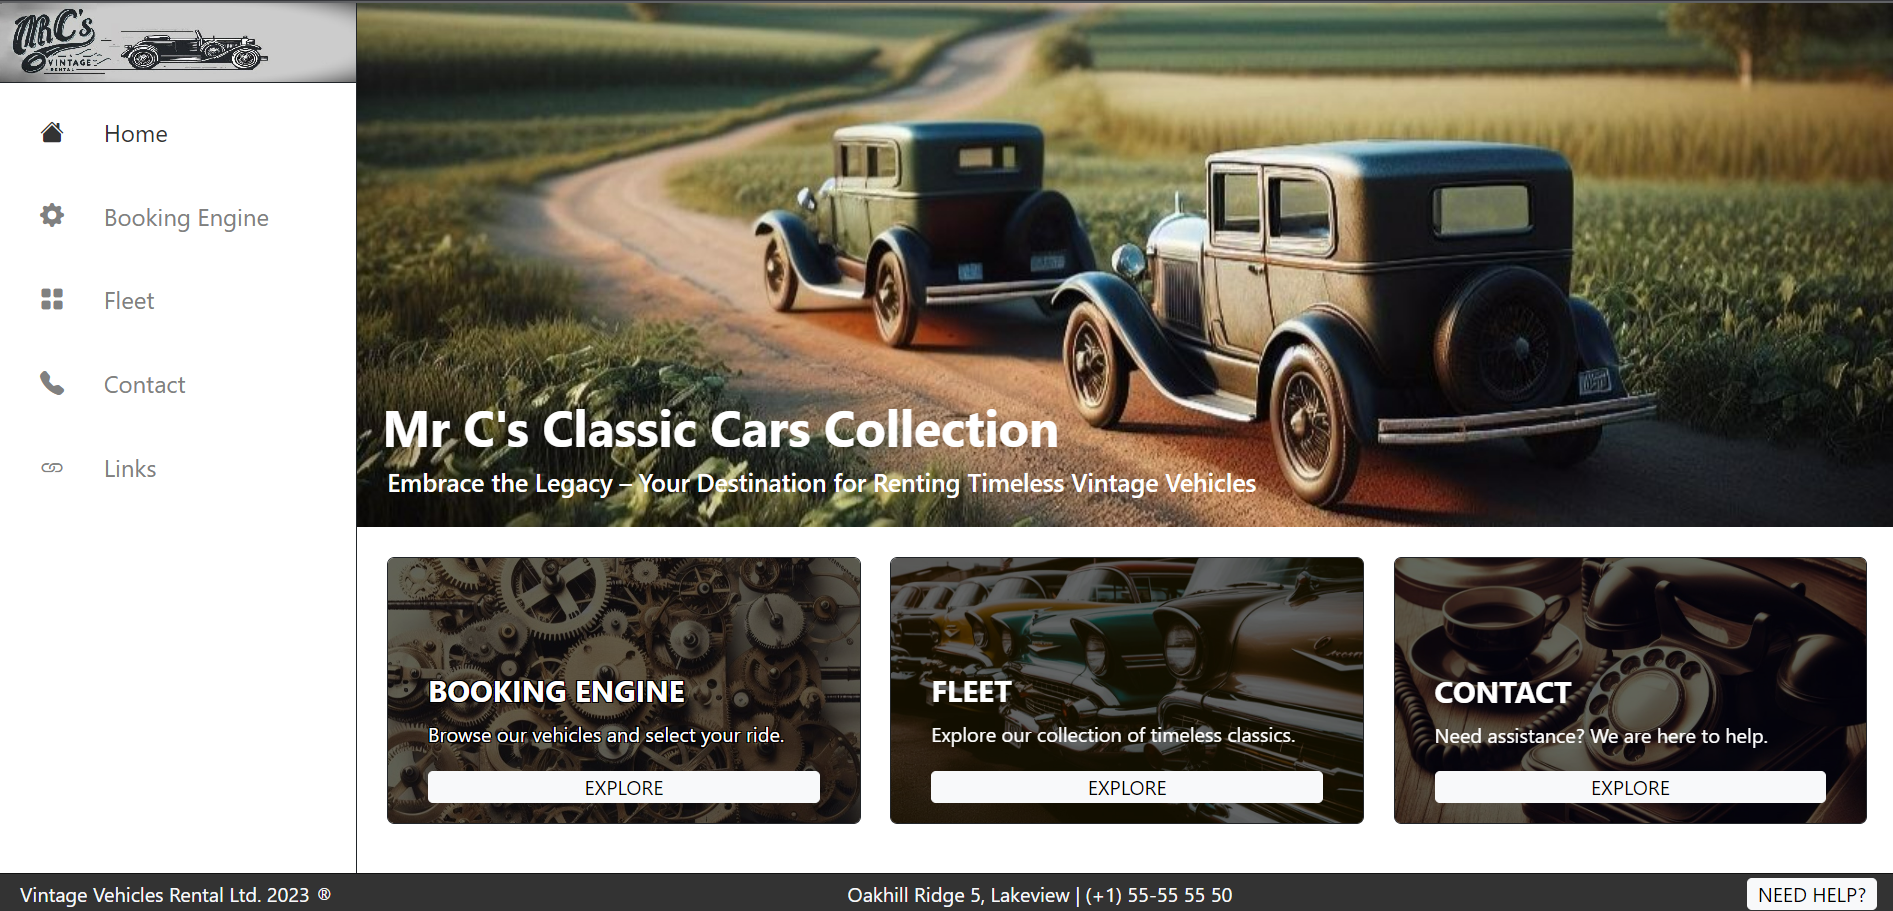 MR C's
VINTAGE
RENTAL
Home
Booking Engine
Fleet
Contact
Links
Mr C's Classic Cars Collection
Embrace the Legacy – Your Destination for Renting Timeless Vintage Vehicles
BOOKING ENGINE
Browse our vehicles and select your ride.
EXPLORE
FLEET
Explore our collection of timeless classics.
EXPLORE
CONTACT
Need assistance? We are here to help.
EXPLORE
Vintage Vehicles Rental Ltd. 2023 ®
Oakhill Ridge 5, Lakeview | (+1) 55-55 55 50
NEED HELP?